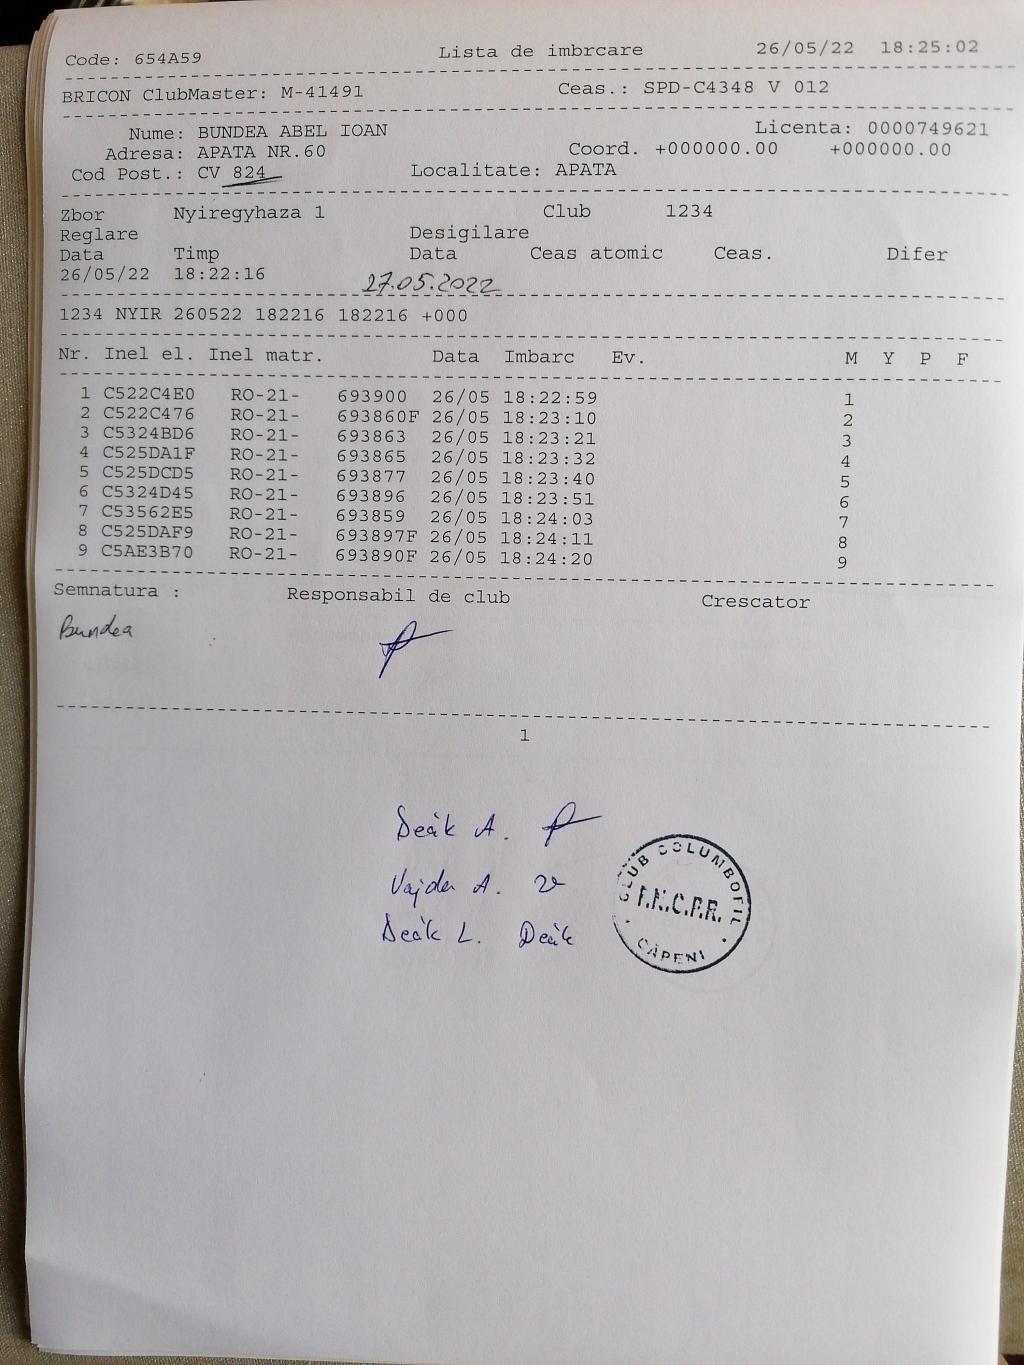 Code: 654A59 Lista de imbrcare 26/05/22 18:25:02
BRICON ClubMaster: M-41491 Ceas.: SPD-C4348 V 012
Nume: BUNDEA ABEL IOAN Licenta: 0000749621
Adresa: APATA NR.60 Coord. +000000.00 +000000.00
Cod Post.: CV 824 Localitate: APATA
Zbor Nyiregyhaza 1 Club 1234
Reglare Desigilare
Data Timp Data Ceas atomic Ceas. Difer
26/05/22 18:22:16 27.05.2022
1234 NYIR 260522 182216 182216 +000
Nr. Inel el. Inel matr. Data Imbarc Ev. M Y P F
1 C522C4E0 RO-21- 693900 26/05 18:22:59 1
2 C522C476 RO-21- 693860F 26/05 18:23:10 2
3 C5324BD6 RO-21- 693863 26/05 18:23:21 3
4 C525DA1F RO-21- 693865 26/05 18:23:32 4
5 C525DCD5 RO-21- 693877 26/05 18:23:40 5
6 C5324D45 RO-21- 693896 26/05 18:23:51 6
7 C53562E5 RO-21- 693859 26/05 18:24:03 7
8 C525DAF9 RO-21- 693897F 26/05 18:24:11 8
9 C5AE3B70 RO-21- 693890F 26/05 18:24:20 9
Semnatura : Responsabil de club Crescator
Bundea
1
Deák A.
Vajda A.
Deák L. Deák
CLUB COLUMBOFIL
F.N.C.P.R.
CĂPENI